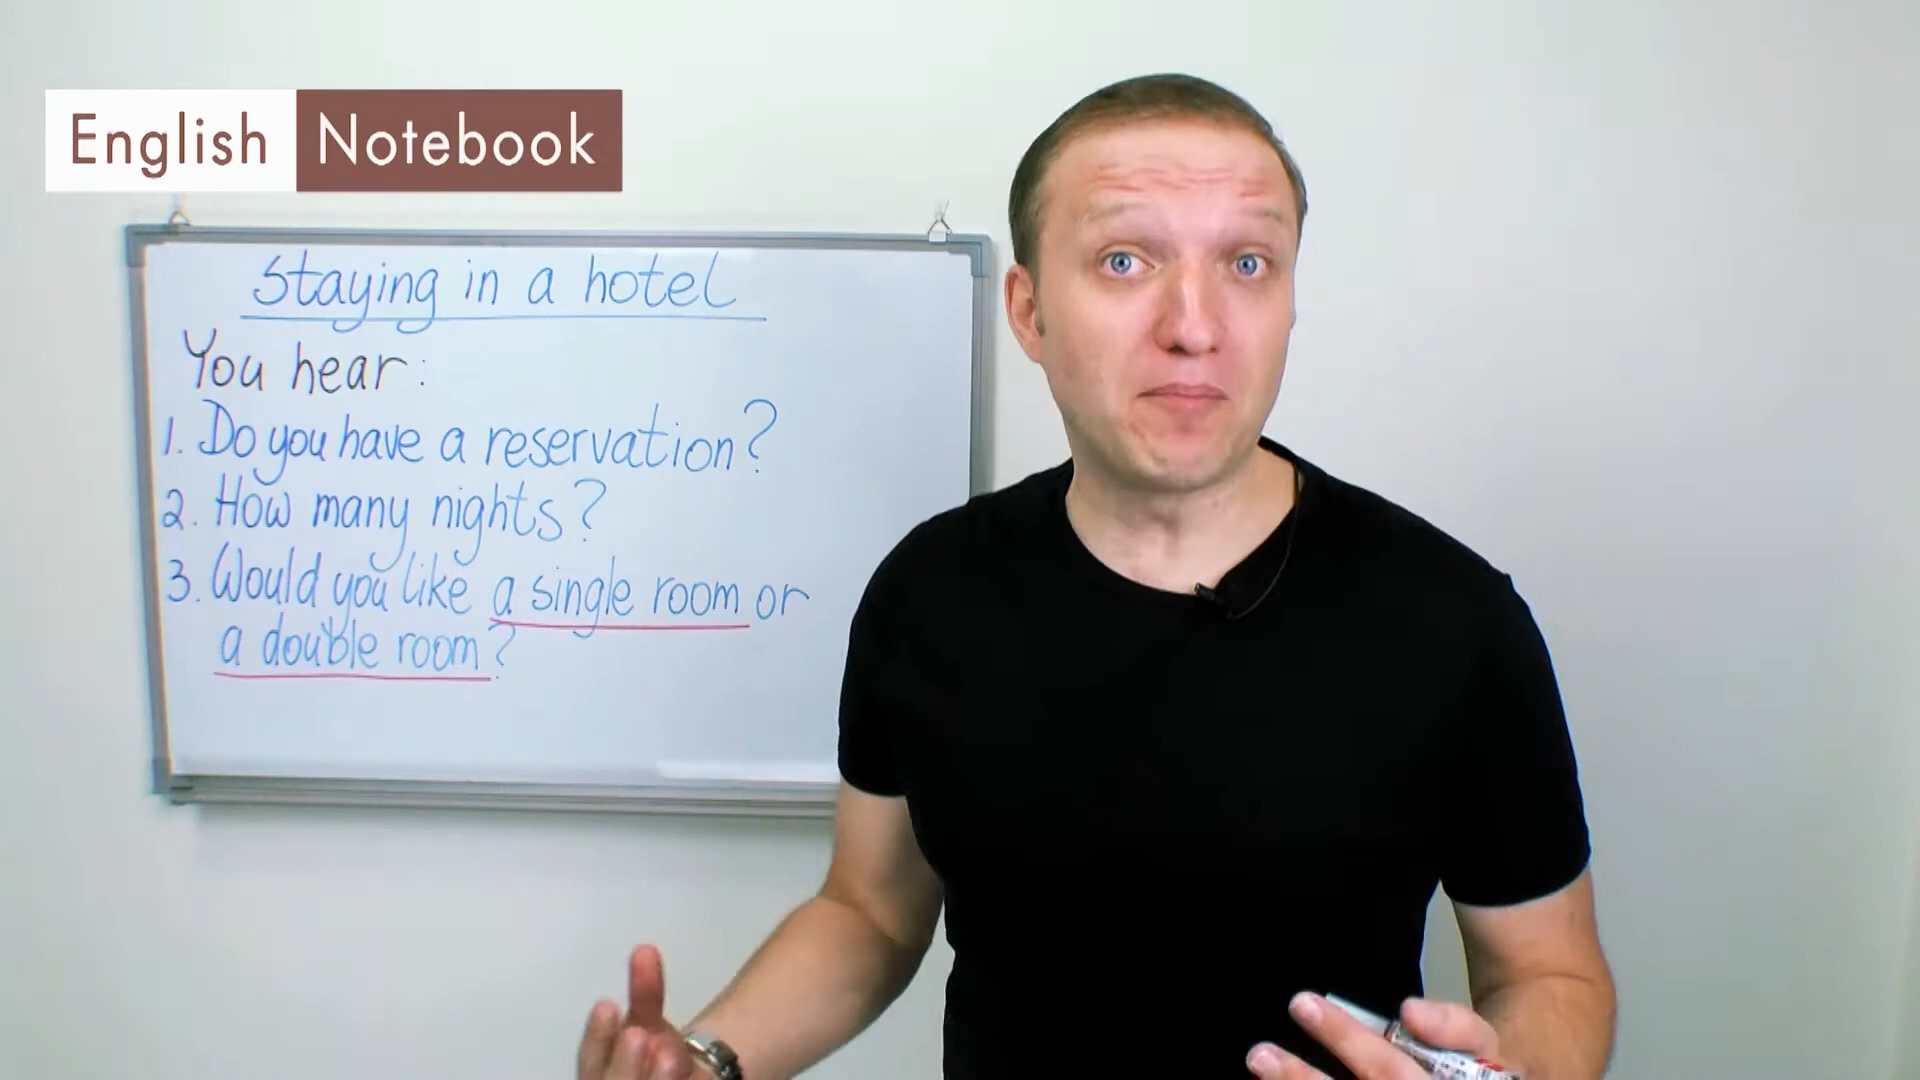 English Notebook
Staying in a hotel
You hear:
1. Do you have a reservation?
2. How many nights?
3. Would you like a single room or
a double room?